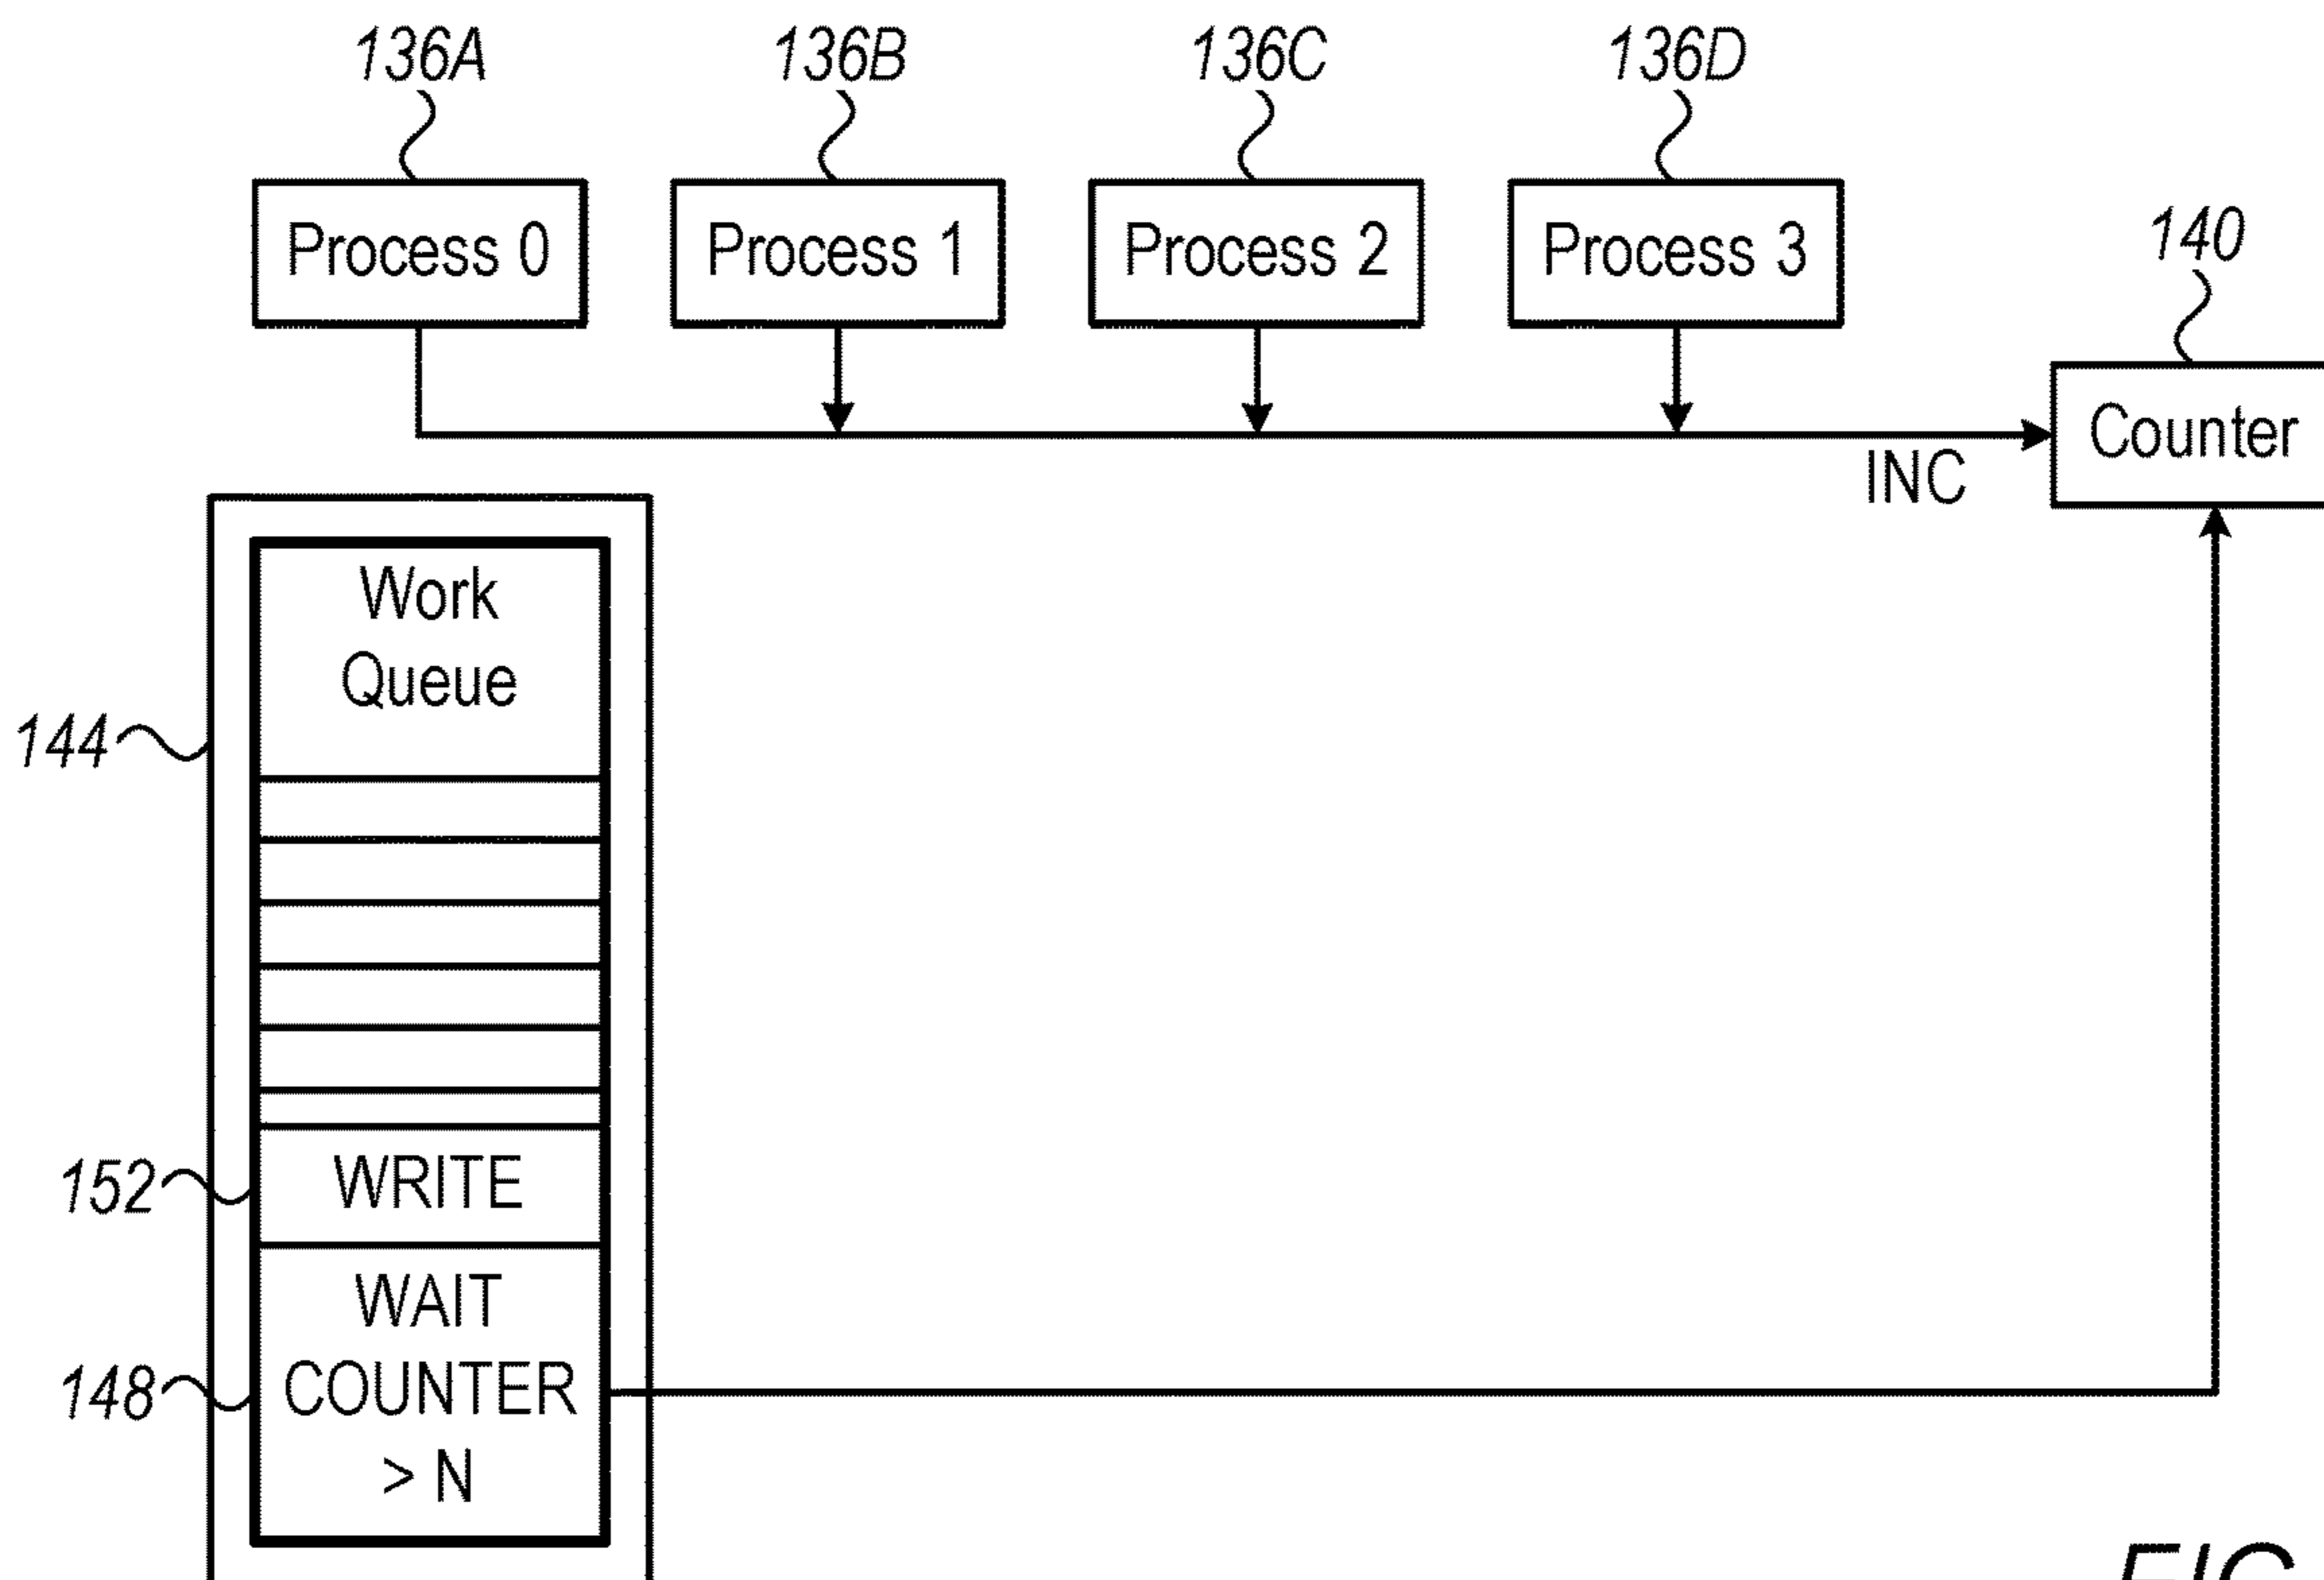 136A 136B 136C 136D
Process 0 Process 1 Process 2 Process 3
140
Counter
INC
Work
Queue
144
152
WRITE
WAIT
148
COUNTER
> N
FIG